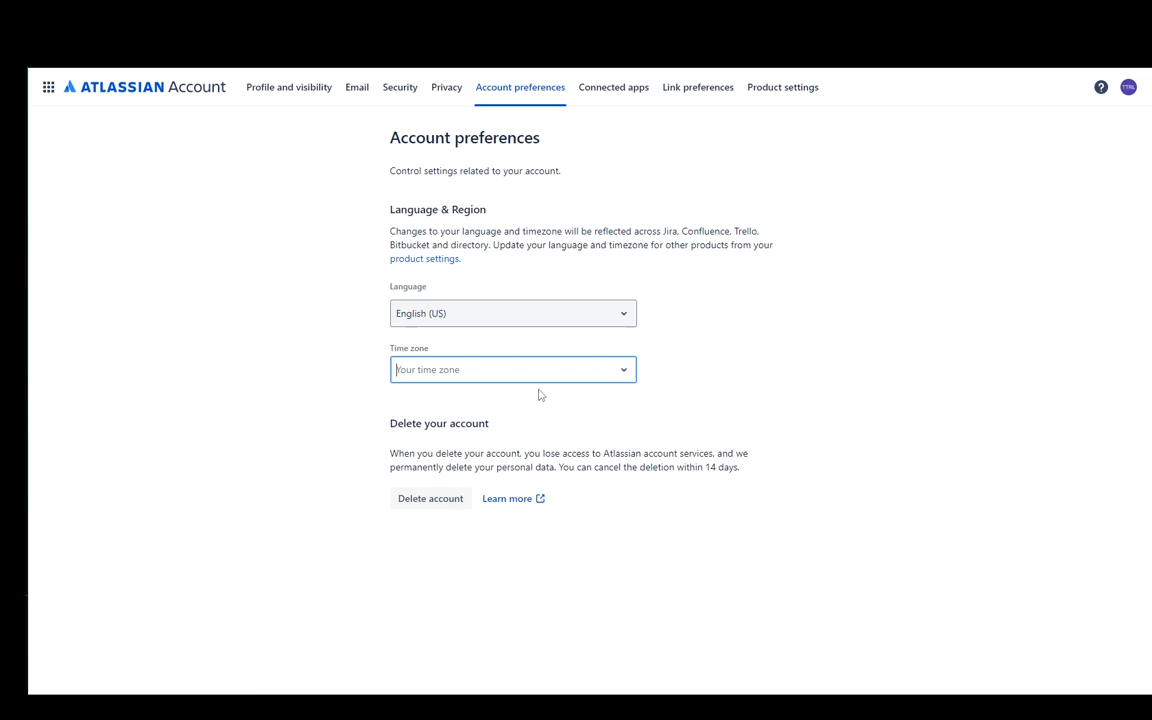 ATLASSIAN Account Profile and visibility Email Security Privacy Account preferences Connected apps Link preferences Product settings ? TTRL
Account preferences
Control settings related to your account.
Language & Region
Changes to your language and timezone will be reflected across Jira, Confluence, Trello,
Bitbucket and directory. Update your language and timezone for other products from your
product settings.
Language
English (US)
Time zone
Your time zone
Delete your account
When you delete your account, you lose access to Atlassian account services, and we
permanently delete your personal data. You can cancel the deletion within 14 days.
Delete account Learn more